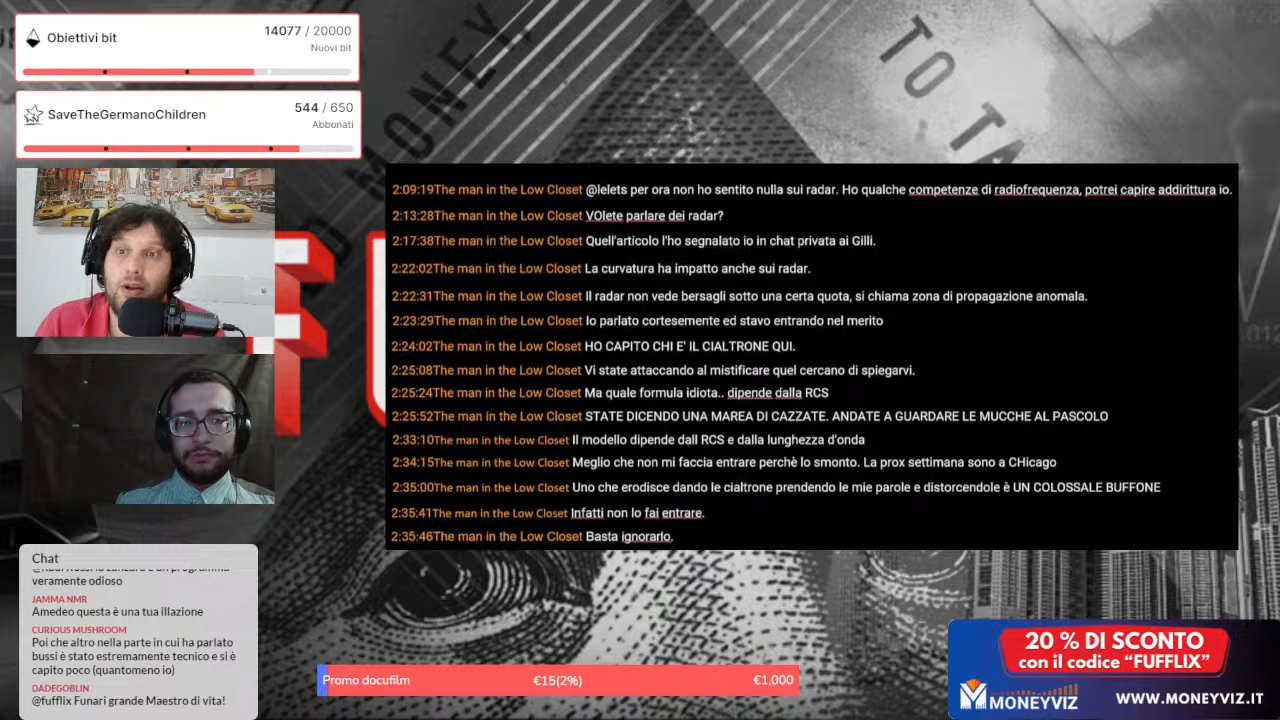 14077 / 20000
Obiettivi bit
Nuovi bit
544 / 650
SaveTheGermanoChildren
Abbonati
MONEY,
TO TA
FU
2:09:19The man in the Low Closet @lelets per ora non ho sentito nulla sui radar. Ho qualche competenze di radiofrequenza, potrei capire addirittura io.
2:13:28The man in the Low Closet VOlete parlare dei radar?
2:17:38The man in the Low Closet Quell'articolo l'ho segnalato io in chat privata ai Gilli.
2:22:02The man in the Low Closet La curvatura ha impatto anche sui radar.
2:22:31The man in the Low Closet Il radar non vede bersagli sotto una certa quota, si chiama zona di propagazione anomala.
2:23:29The man in the Low Closet Io parlato cortesemente ed stavo entrando nel merito
2:24:02The man in the Low Closet HO CAPITO CHI E' IL CIALTRONE QUI.
2:25:08The man in the Low Closet Vi state attaccando al mistificare quel cercano di spiegarvi.
2:25:24The man in the Low Closet Ma quale formula idiota.. dipende dalla RCS
2:25:52The man in the Low Closet STATE DICENDO UNA MAREA DI CAZZATE. ANDATE A GUARDARE LE MUCCHE AL PASCOLO
2:33:10The man in the Low Closet Il modello dipende dall RCS e dalla lunghezza d'onda
2:34:15The man in the Low Closet Meglio che non mi faccia entrare perchè lo smonto. La prox settimana sono a CHicago
2:35:00The man in the Low Closet Uno che erodisce dando le cialtrone prendendo le mie parole e distorcendole è UN COLOSSALE BUFFONE
2:35:41The man in the Low Closet Infatti non lo fai entrare.
2:35:46The man in the Low Closet Basta ignorarlo.
Chat
veramente odioso
JAMMA NMR
Amedeo questa è una tua illazione
CURIOUS MUSHROOM
Poi che altro nella parte in cui ha parlato
bussi è stato estremamente tecnico e si è
capito poco (quantomeno io)
DADEGOBLIN
@fufflix Funari grande Maestro di vita!
Promo docufilm
€15(2%)
€1,000
20 % DI SCONTO
con il codice “FUFFLIX”
MONEYVIZ
WWW.MONEYVIZ.IT